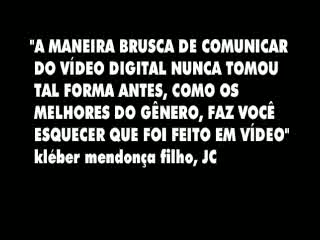 "A MANEIRA BRUSCA DE COMUNICAR
DO VÍDEO DIGITAL NUNCA TOMOU
TAL FORMA ANTES, COMO OS
MELHORES DO GÊNERO, FAZ VOCÊ
ESQUECER QUE FOI FEITO EM VÍDEO"
kléber mendonça filho, JC